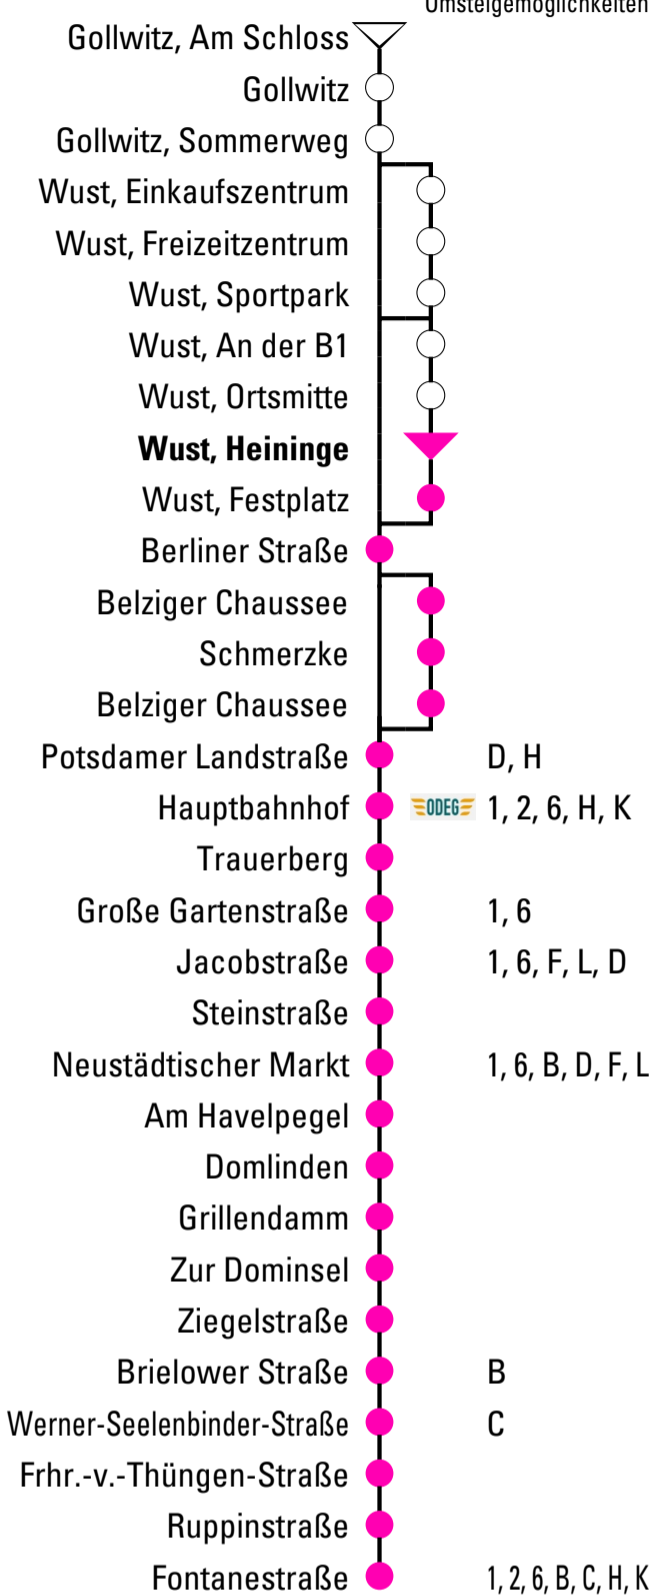 Umsteigemöglichkeiten
Gollwitz, Am Schloss
Gollwitz
Gollwitz, Sommerweg
Wust, Einkaufszentrum
Wust, Freizeitzentrum
Wust, Sportpark
Wust, An der B1
Wust, Ortsmitte
Wust, Heininge
Wust, Festplatz
Berliner Straße
Belziger Chaussee
Schmerzke
Belziger Chaussee
Potsdamer Landstraße D, H
Hauptbahnhof ODEG 1, 2, 6, H, K
Trauerberg
Große Gartenstraße 1, 6
Jacobstraße 1, 6, F, L, D
Steinstraße
Neustädtischer Markt 1, 6, B, D, F, L
Am Havelpegel
Domlinden
Grillendamm
Zur Dominsel
Ziegelstraße
Brielower Straße B
Werner-Seelenbinder-Straße C
Frhr.-v.-Thüngen-Straße
Ruppinstraße
Fontanestraße 1, 2, 6, B, C, H, K